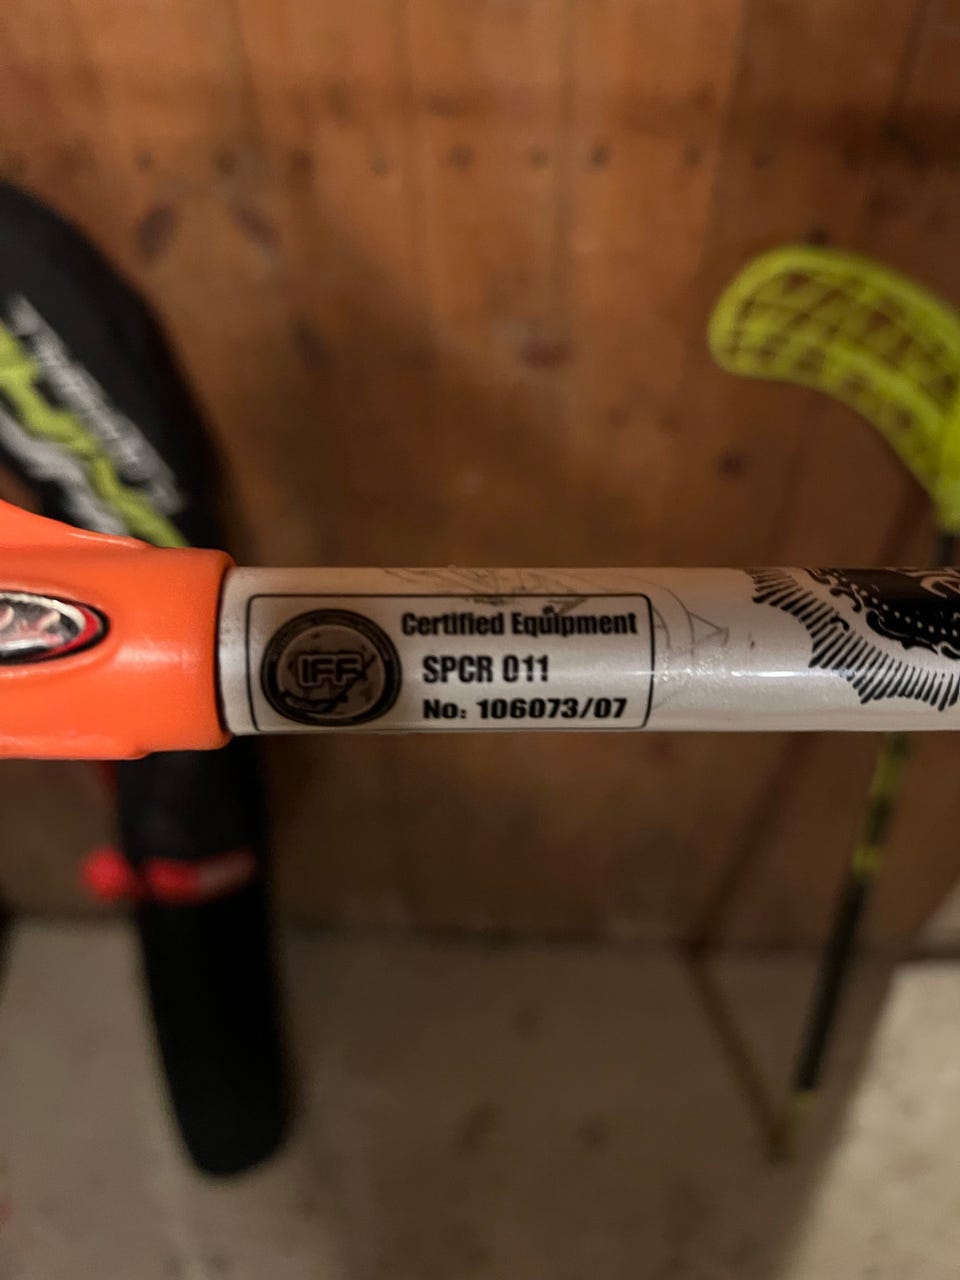 IFF
Certified Equipment
SPCR 011
No: 106073/07